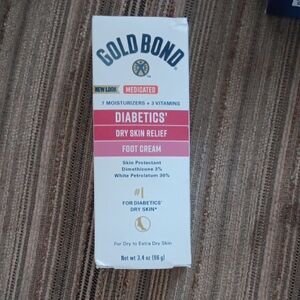 GOLD BOND
NEW LOOK MEDICATED
7 MOISTURIZERS + 3 VITAMINS
DIABETICS'
DRY SKIN RELIEF
FOOT CREAM
Skin Protectant
Dimethicone 3%
White Petrolatum 30%
#1
FOR DIABETICS'
DRY SKIN*
For Dry to Extra Dry Skin
Net wt 3.4 oz (96 g)